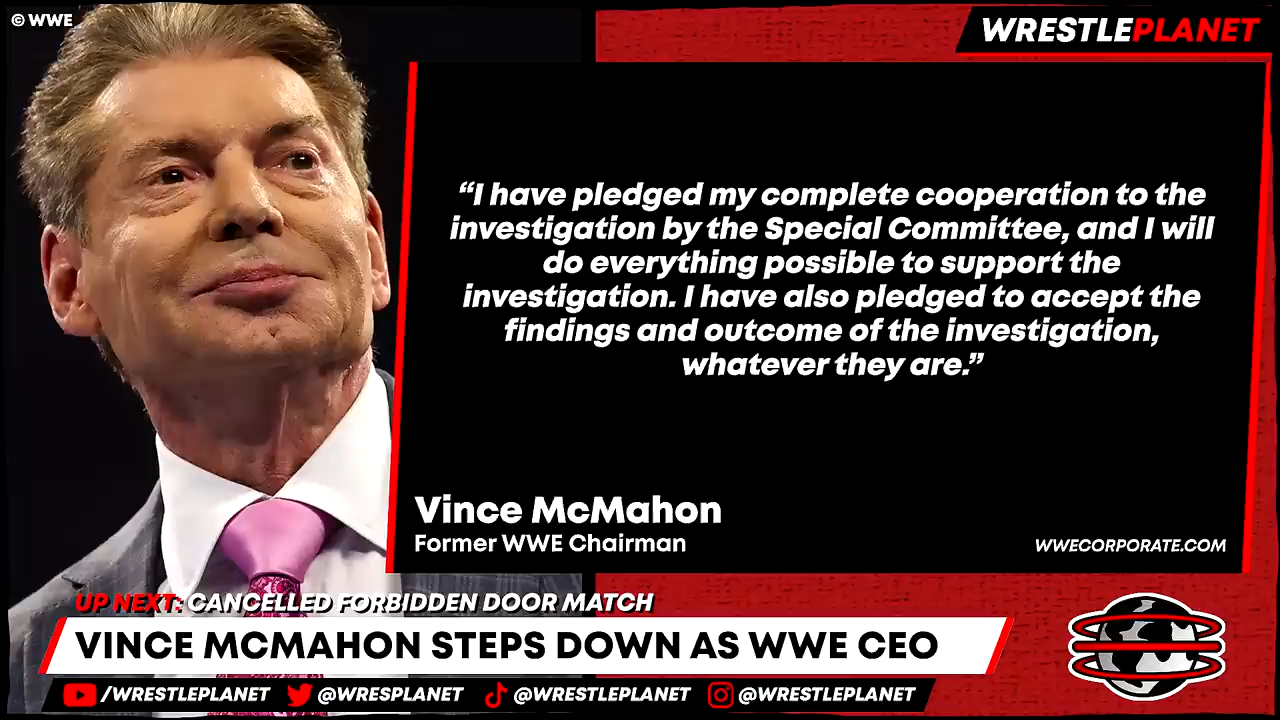 © WWE
WRESTLEPLANET
“I have pledged my complete cooperation to the
investigation by the Special Committee, and I will
do everything possible to support the
investigation. I have also pledged to accept the
findings and outcome of the investigation,
whatever they are.”
Vince McMahon
Former WWE Chairman
WWECORPORATE.COM
UP NEXT: CANCELLED FORBIDDEN DOOR MATCH
VINCE MCMAHON STEPS DOWN AS WWE CEO
/WRESTLEPLANET @WRESPLANET @WRESTLEPLANET @WRESTLEPLANET